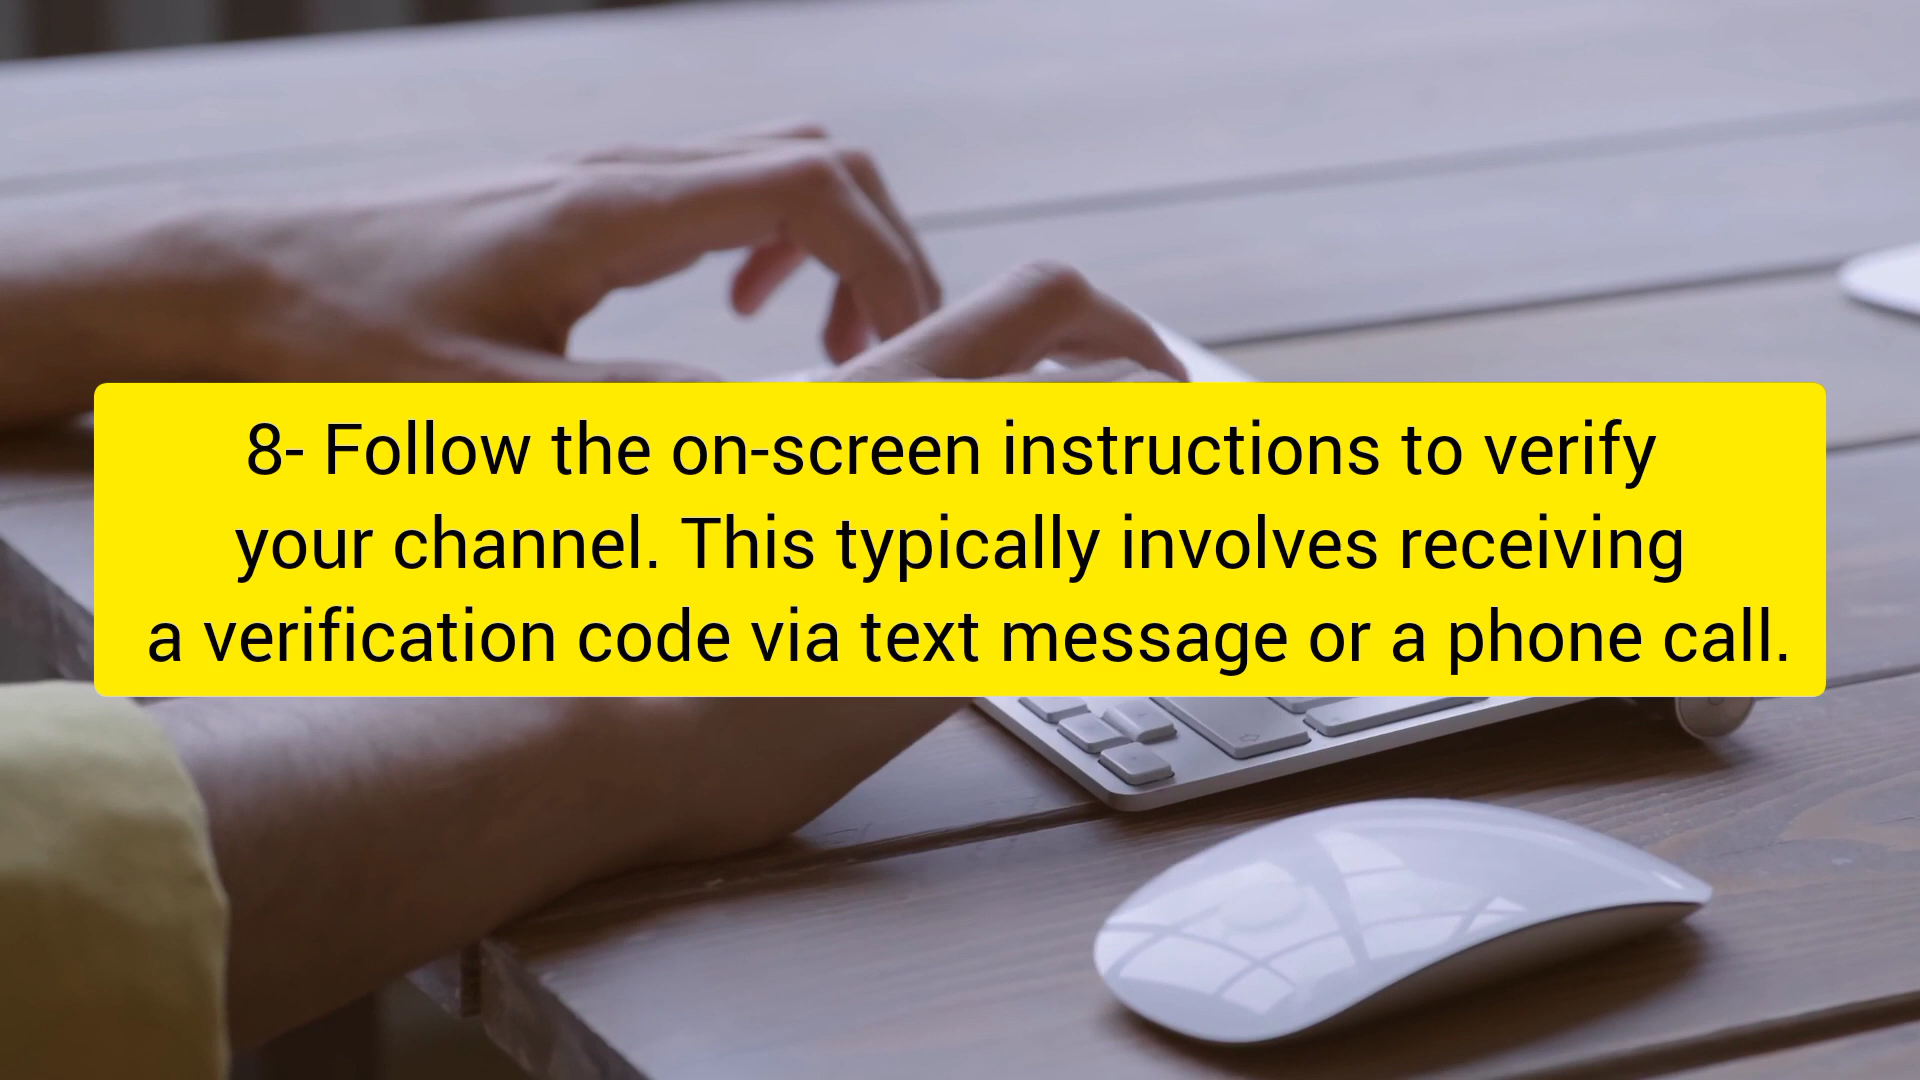 8- Follow the on-screen instructions to verify
your channel. This typically involves receiving
a verification code via text message or a phone call.